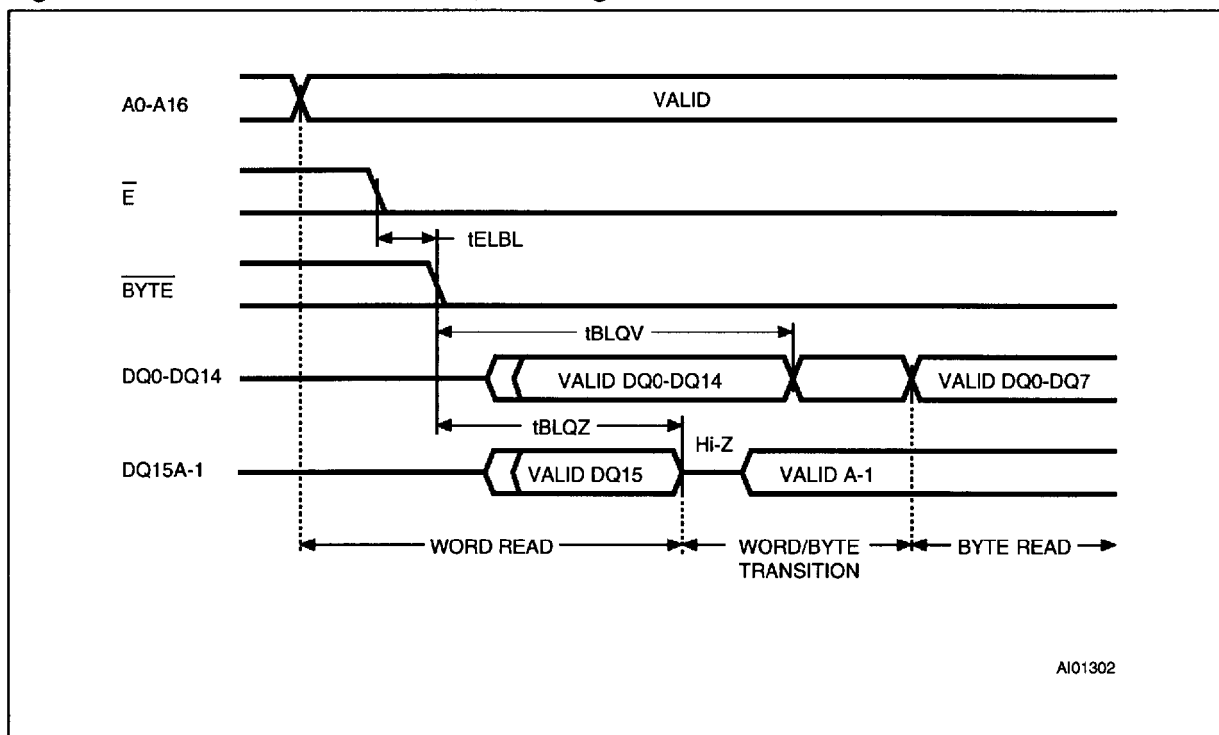 A0-A16
VALID
E
tELBL
BYTE
tBLQV
DQ0-DQ14
VALID DQ0-DQ14
VALID DQ0-DQ7
tBLQZ
Hi-Z
DQ15A-1
VALID DQ15
VALID A-1
WORD READ
WORD/BYTE
TRANSITION
BYTE READ
AI01302